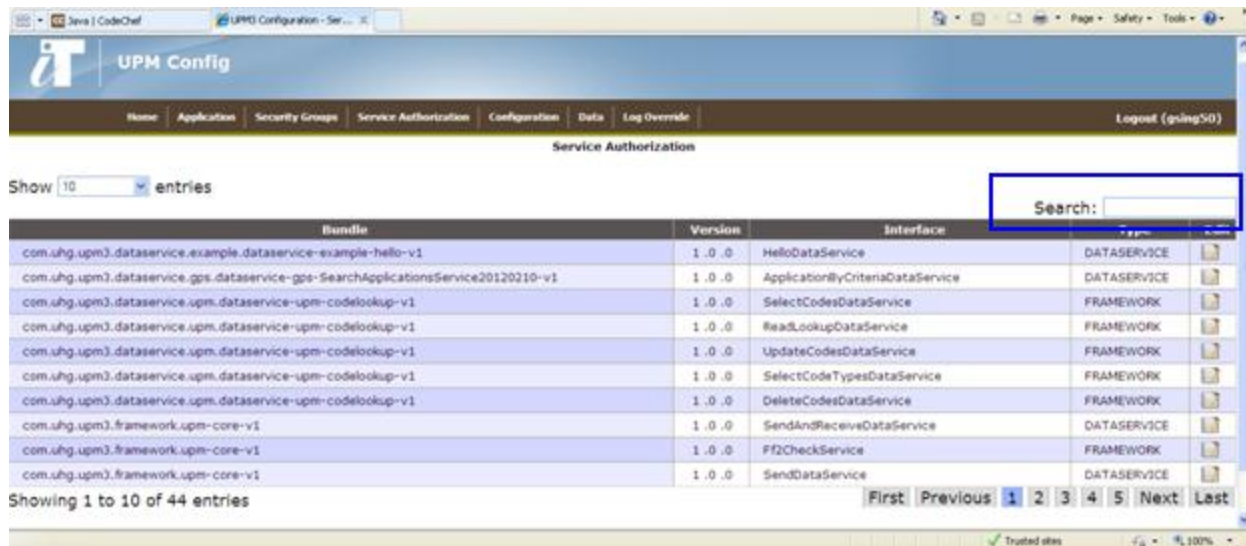 Java | CodeChef
UPM3 Configuration - Ser...
Page
Safety
Tools
iT
UPM Config
Home
Application
Security Groups
Service Authorization
Configuration
Data
Log Override
Logout (gsing50)
Service Authorization
Show 10 entries
Search:
Bundle Version Interface Type Edit
com.uhg.upm3.dataservice.example.dataservice-example-hello-v1 1 .0 .0 HelloDataService DATASERVICE
com.uhg.upm3.dataservice.gps.dataservice-gps-SearchApplicationsService20120210-v1 1 .0 .0 ApplicationByCriteriaDataService DATASERVICE
com.uhg.upm3.dataservice.upm.dataservice-upm-codelookup-v1 1 .0 .0 SelectCodesDataService FRAMEWORK
com.uhg.upm3.dataservice.upm.dataservice-upm-codelookup-v1 1 .0 .0 ReadLookupDataService FRAMEWORK
com.uhg.upm3.dataservice.upm.dataservice-upm-codelookup-v1 1 .0 .0 UpdateCodesDataService FRAMEWORK
com.uhg.upm3.dataservice.upm.dataservice-upm-codelookup-v1 1 .0 .0 SelectCodeTypesDataService FRAMEWORK
com.uhg.upm3.dataservice.upm.dataservice-upm-codelookup-v1 1 .0 .0 DeleteCodesDataService FRAMEWORK
com.uhg.upm3.framework.upm-core-v1 1 .0 .0 SendAndReceiveDataService DATASERVICE
com.uhg.upm3.framework.upm-core-v1 1 .0 .0 Ff2CheckService FRAMEWORK
com.uhg.upm3.framework.upm-core-v1 1 .0 .0 SendDataService DATASERVICE
Showing 1 to 10 of 44 entries
First Previous 1 2 3 4 5 Next Last
Trusted sites
100%